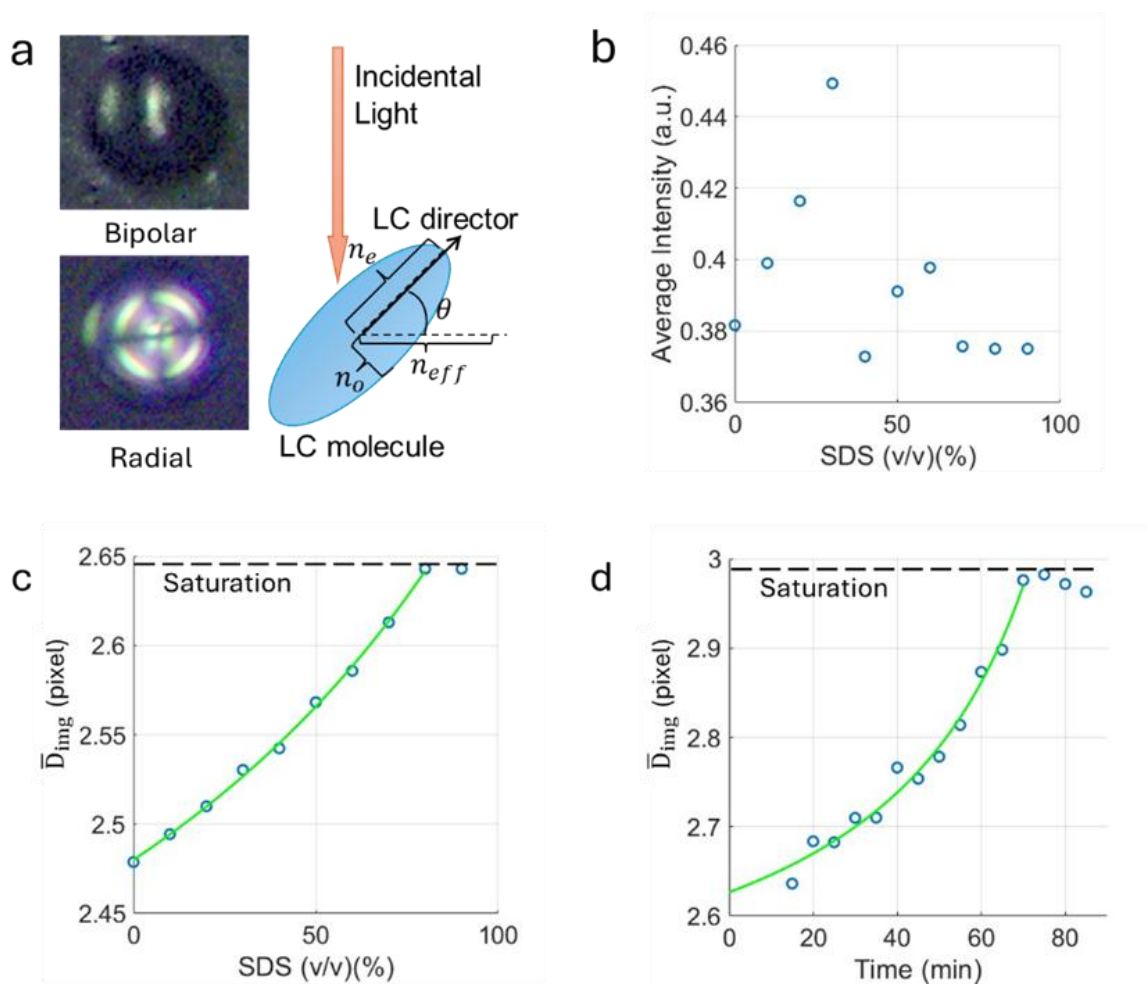 a
Bipolar
Radial
Incidental
Light
LC director
nₑ
θ
nₒ
n_eff
LC molecule
b
Average Intensity (a.u.)
0.46
0.44
0.42
0.4
0.38
0.36
0
50
100
SDS (v/v)(%)
c
D̅img (pixel)
2.65
2.6
2.55
2.5
2.45
Saturation
0
50
100
SDS (v/v)(%)
d
D̅img (pixel)
3
2.9
2.8
2.7
2.6
Saturation
0
20
40
60
80
Time (min)